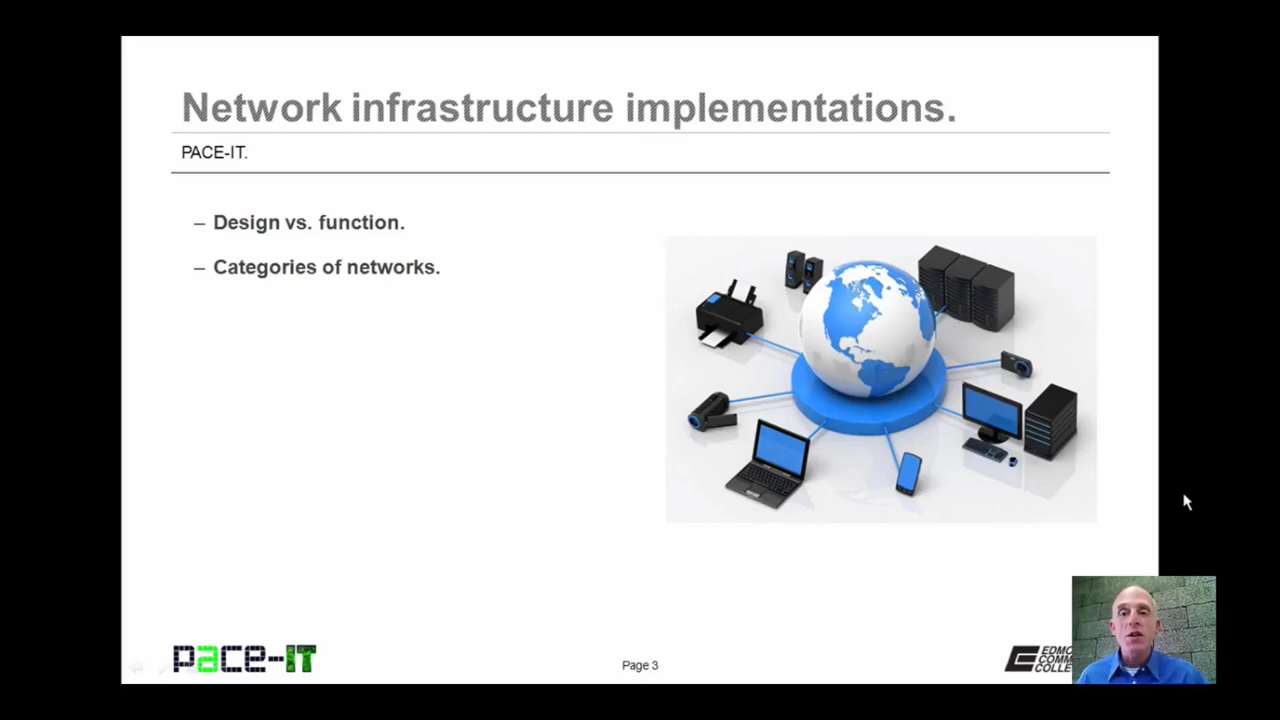 Network infrastructure implementations.
PACE-IT.
– Design vs. function.
– Categories of networks.
pace-IT
Page 3